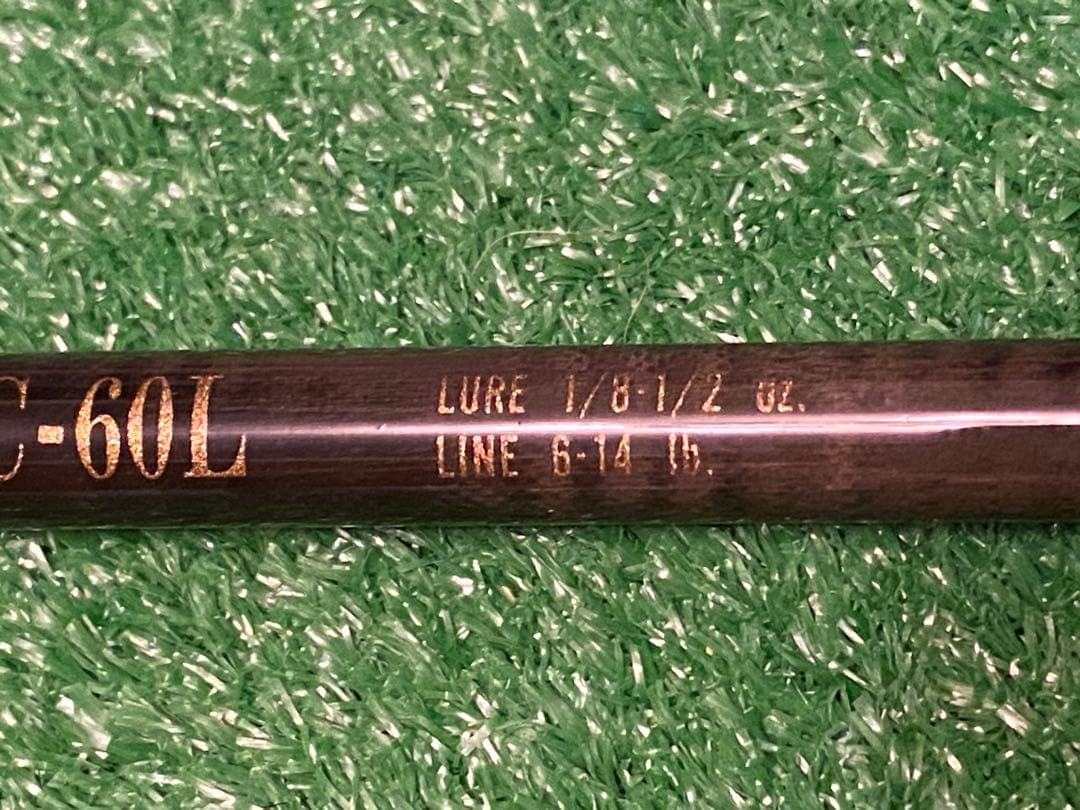 C-60L
LURE 1/8-1/2 oz.
LINE 6-14 lb.